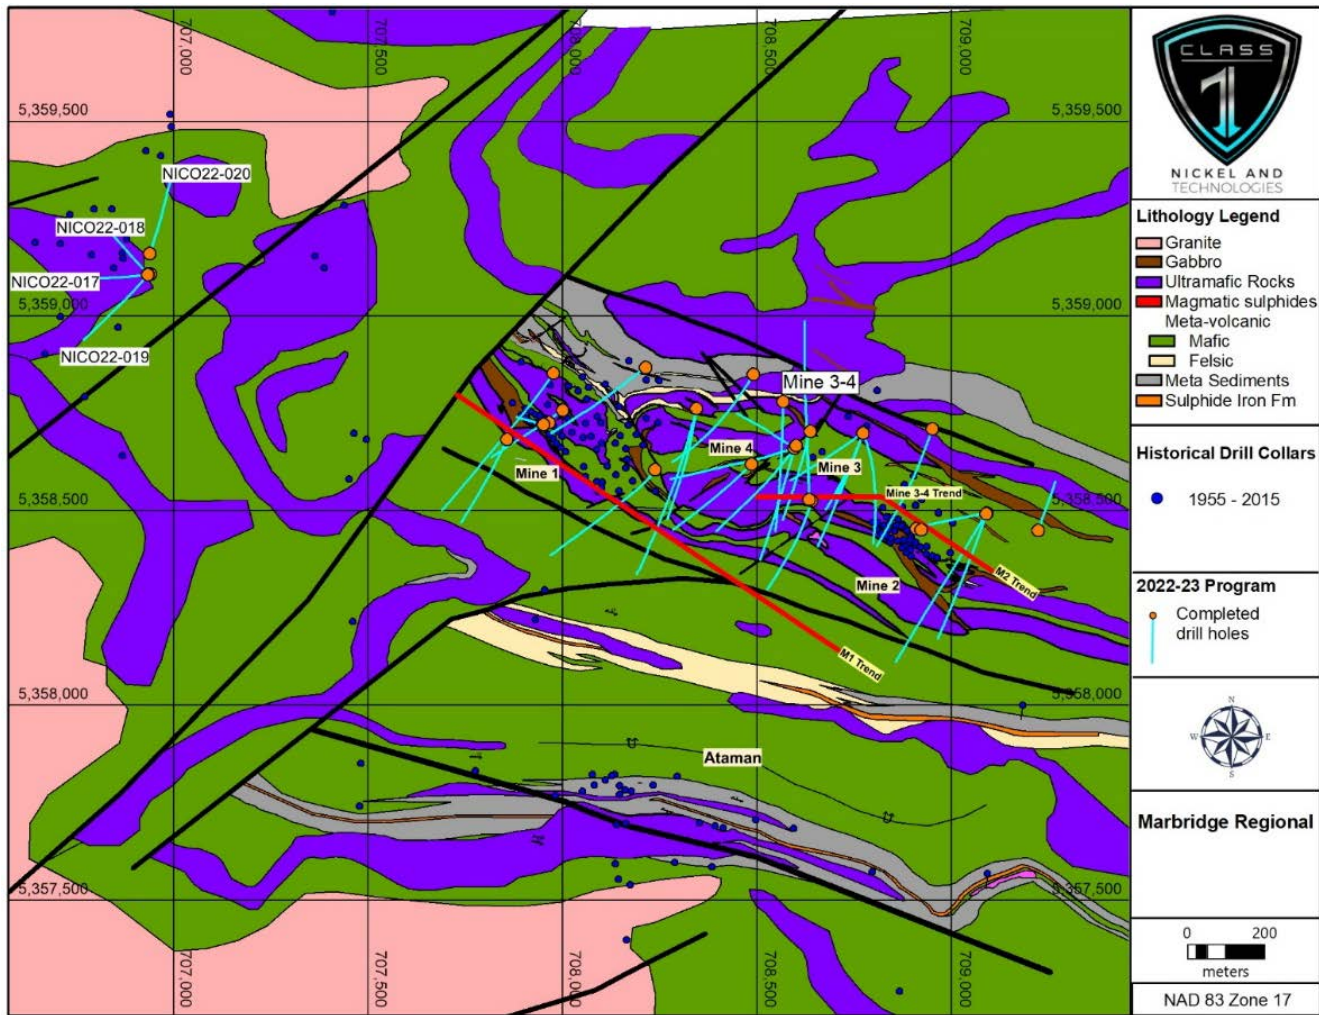 707,000
707,500
708,000
708,500
709,000
5,359,500
5,359,500
NICO22-020
NICO22-018
NICO22-017
NICO22-019
5,359,000
5,359,000
Mine 3-4
Mine 4
Mine 3
Mine 1
Mine 3-4 Trend
5,358,500
5,358,500
Mine 2
M2 Trend
M1 Trend
5,358,000
5,358,000
Ataman
5,357,500
5,357,500
707,000
707,500
708,000
708,500
709,000
CLASS
1
NICKEL AND
TECHNOLOGIES
Lithology Legend
Granite
Gabbro
Ultramafic Rocks
Magmatic sulphides
Meta-volcanic
Mafic
Felsic
Meta Sediments
Sulphide Iron Fm
Historical Drill Collars
1955 - 2015
2022-23 Program
Completed
drill holes
N
W
E
S
Marbridge Regional
0 200
meters
NAD 83 Zone 17